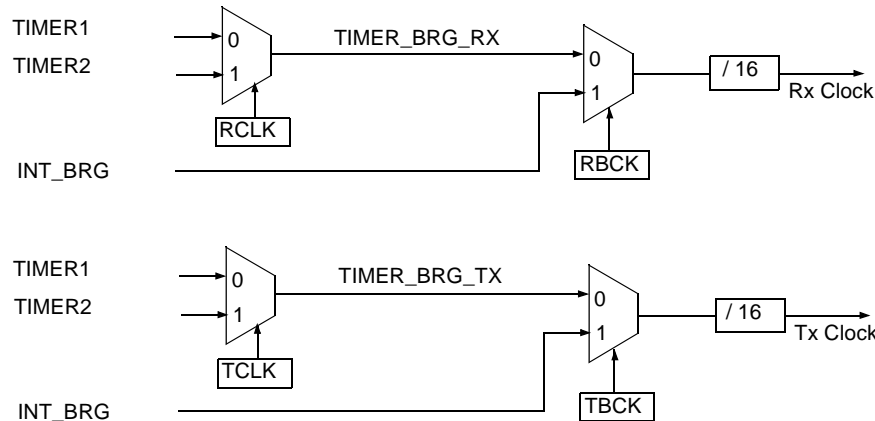 TIMER1
0
TIMER_BRG_RX
TIMER2
1
0
1
/ 16
Rx Clock
RCLK
RBCK
INT_BRG
TIMER1
0
TIMER_BRG_TX
TIMER2
1
0
1
/ 16
Tx Clock
TCLK
TBCK
INT_BRG